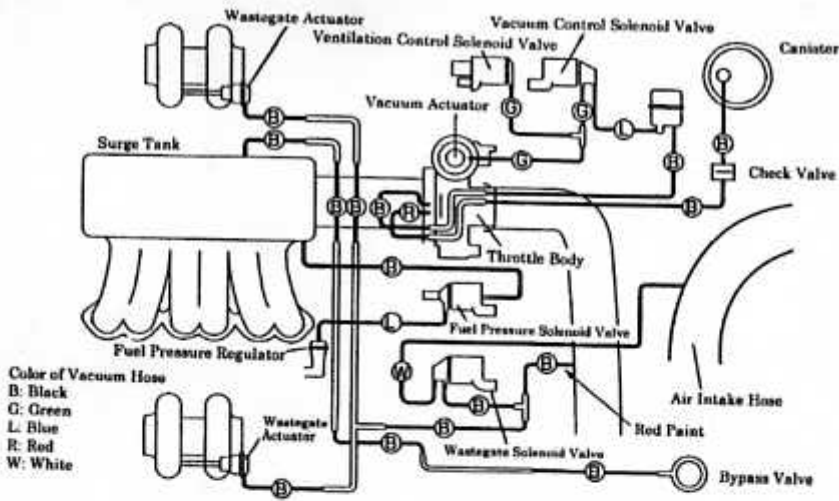 Wastegate Actuator
Vacuum Control Solenoid Valve
Ventilation Control Solenoid Valve
Canister
Vacuum Actuator
G
G
B
L
Surge Tank
B
G
B
B
Check Valve
B
B
B
R
B
Throttle Body
B
L
Fuel Pressure Solenoid Valve
Fuel Pressure Regulator
Color of Vacuum Hose
B: Black
G: Green
L: Blue
R: Red
W: White
W
B
Air Intake Hose
B
Red Paint
Wastegate
Actuator
B
B
Wastegate Solenoid Valve
B
B
Bypass Valve